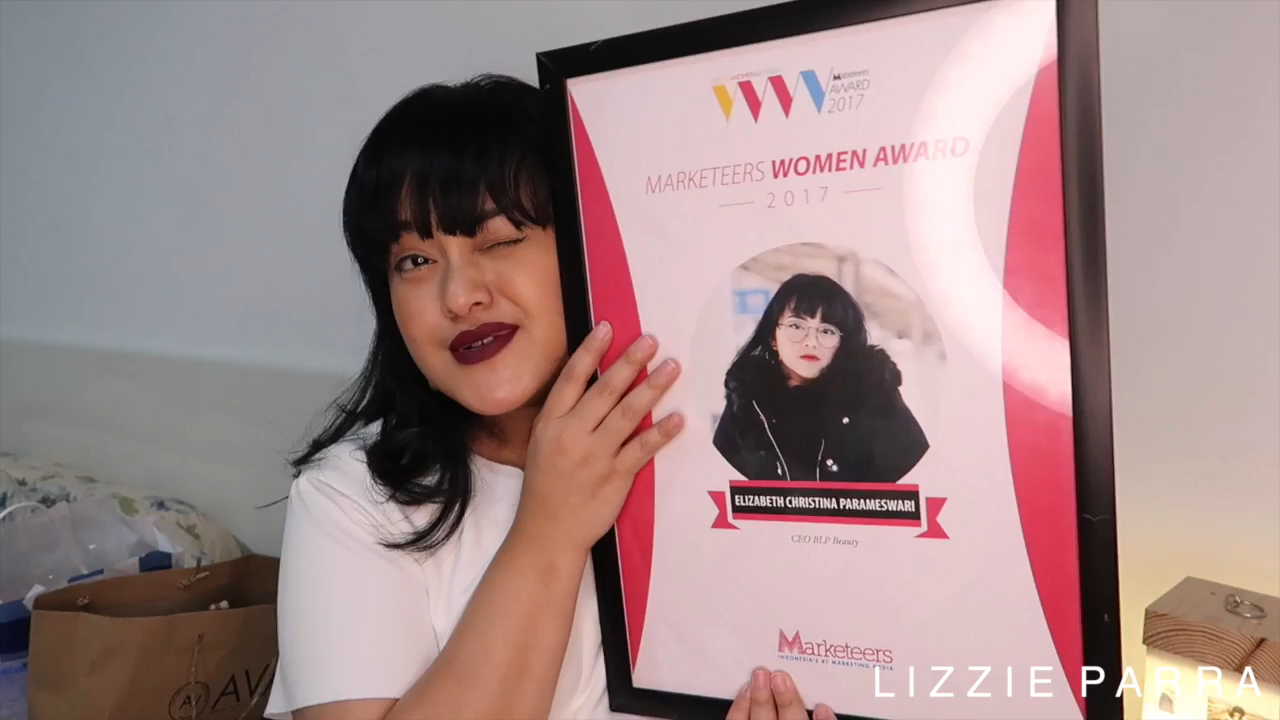 WOMEN
Marketeers
AWARD
2017
MARKETEERS WOMEN AWARD
2017
ELIZABETH CHRISTINA PARAMESWARI
CEO BLP Beauty
Marketeers
INDONESIA'S #1 MARKETING MEDIA
LIZZIE PARRA